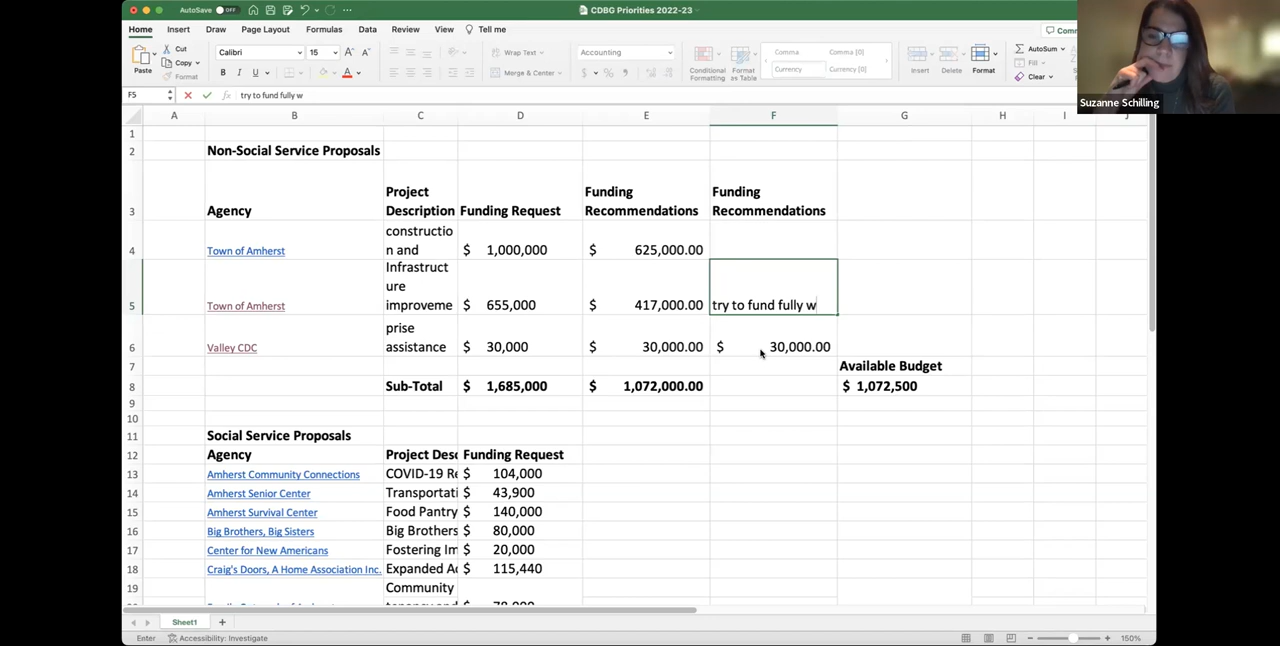 AutoSave OFF CDBG Priorities 2022-23
Home Insert Draw Page Layout Formulas Data Review View Tell me
Paste Cut Copy Format
Calibri 15 Wrap Text Merge & Center
Accounting
Conditional Formatting Format as Table
Comma Comma [0] Currency Currency [0]
Insert Delete Format
AutoSum Fill Clear
Suzanne Schilling
F5 fx try to fund fully w
A B C D E F G H I
1
2 Non-Social Service Proposals
3 Agency Project Description Funding Request Funding Recommendations Funding Recommendations
4 Town of Amherst constructio n and $ 1,000,000 $ 625,000.00
5 Town of Amherst Infrastruct ure improveme $ 655,000 $ 417,000.00 try to fund fully w
6 Valley CDC prise assistance $ 30,000 $ 30,000.00 $ 30,000.00
7 Available Budget
8 Sub-Total $ 1,685,000 $ 1,072,000.00 $ 1,072,500
9
10
11 Social Service Proposals
12 Agency Project Desc Funding Request
13 Amherst Community Connections COVID-19 Re $ 104,000
14 Amherst Senior Center Transportati $ 43,900
15 Amherst Survival Center Food Pantry $ 140,000
16 Big Brothers, Big Sisters Big Brothers $ 80,000
17 Center for New Americans Fostering Im $ 20,000
18 Craig's Doors, A Home Association Inc. Expanded Ac $ 115,440
19 Community
Sheet1
Enter Accessibility: Investigate 150%